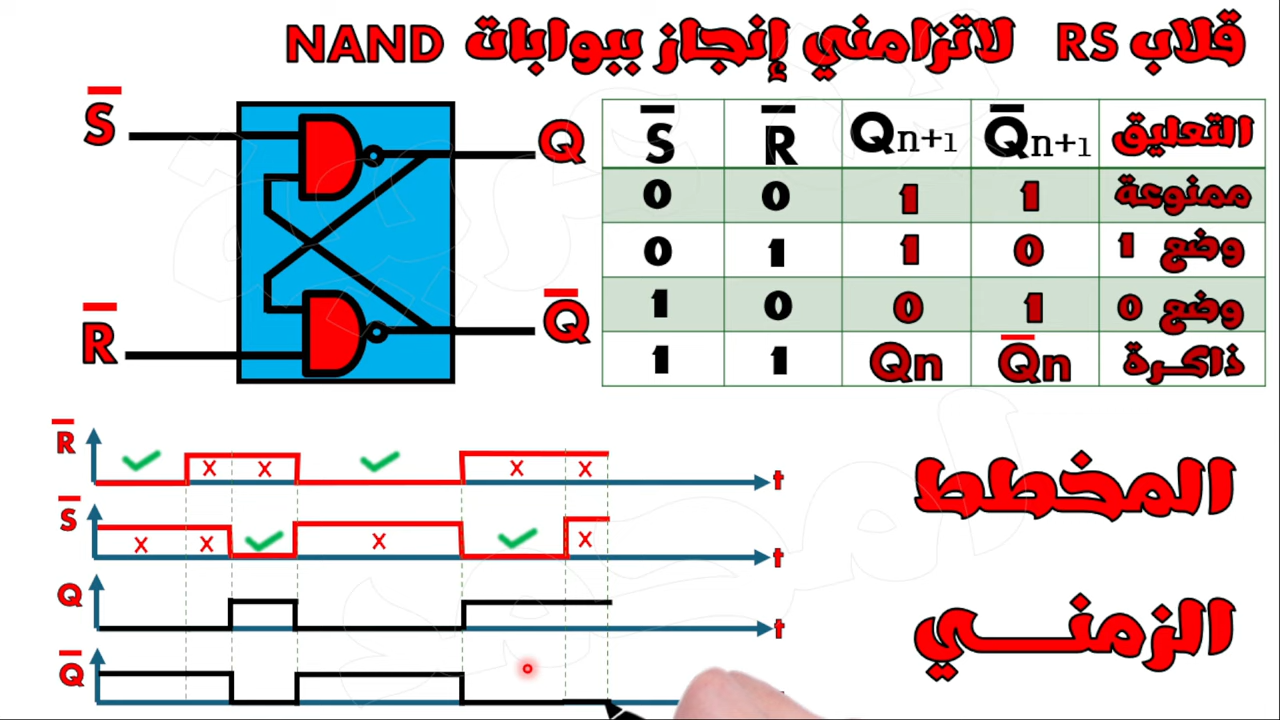 قلاب RS لاتزامني إنجاز ببوابات NAND
S̅ Q
R̅ Q̅
S̅ R̅ Qn+1 Q̅n+1 التعليق
0 0 1 1 ممنوعة
0 1 1 0 وضع 1
1 0 0 1 وضع 0
1 1 Qn Q̅n ذاكرة
R̅ ✓ x x ✓ x x t
S̅ x x ✓ x ✓ x t
Q t
Q̅
المخطط
الزمني